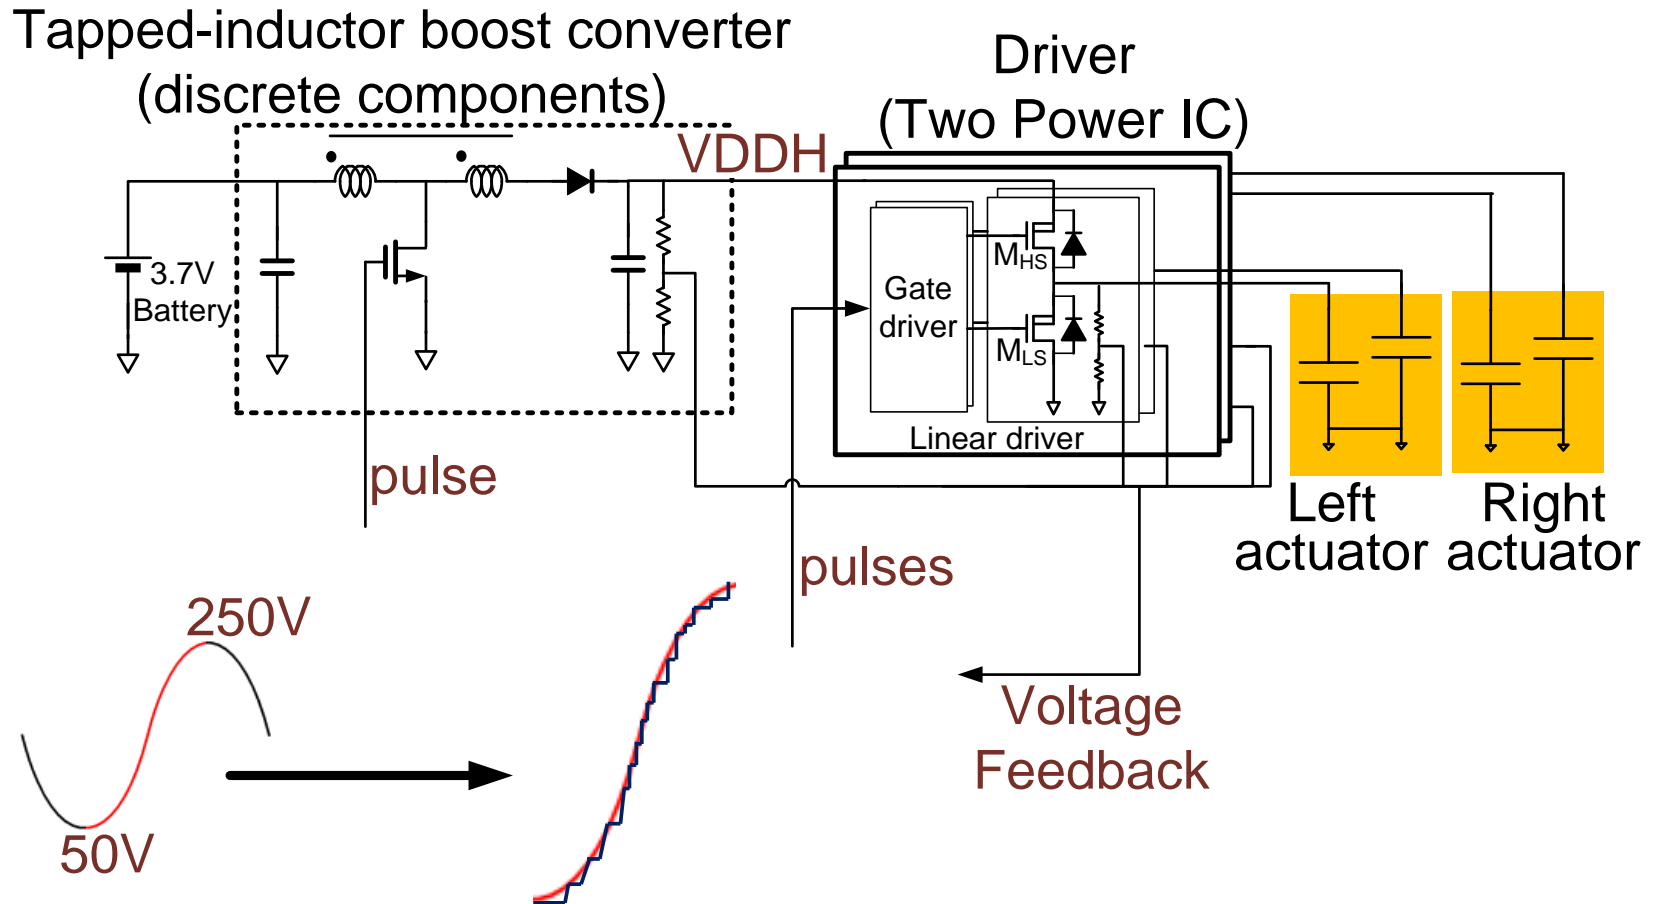 Tapped-inductor boost converter
(discrete components)
Driver
(Two Power IC)
VDDH
3.7V
Battery
Gate
driver
MHS
MLS
Linear driver
pulse
pulses
Left
actuator
Right
actuator
Voltage
Feedback
250V
50V